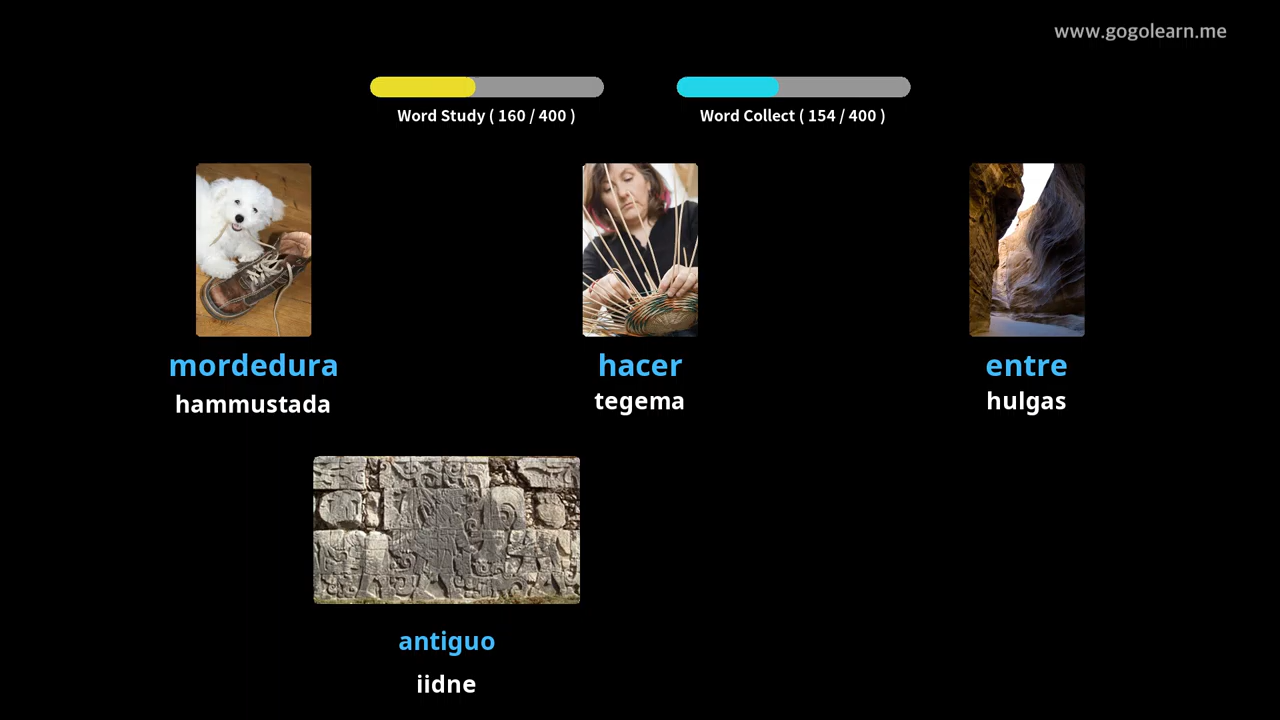 www.gogolearn.me
Word Study ( 160 / 400 )
Word Collect ( 154 / 400 )
mordedura
hammustada
hacer
tegema
entre
hulgas
antiguo
iidne